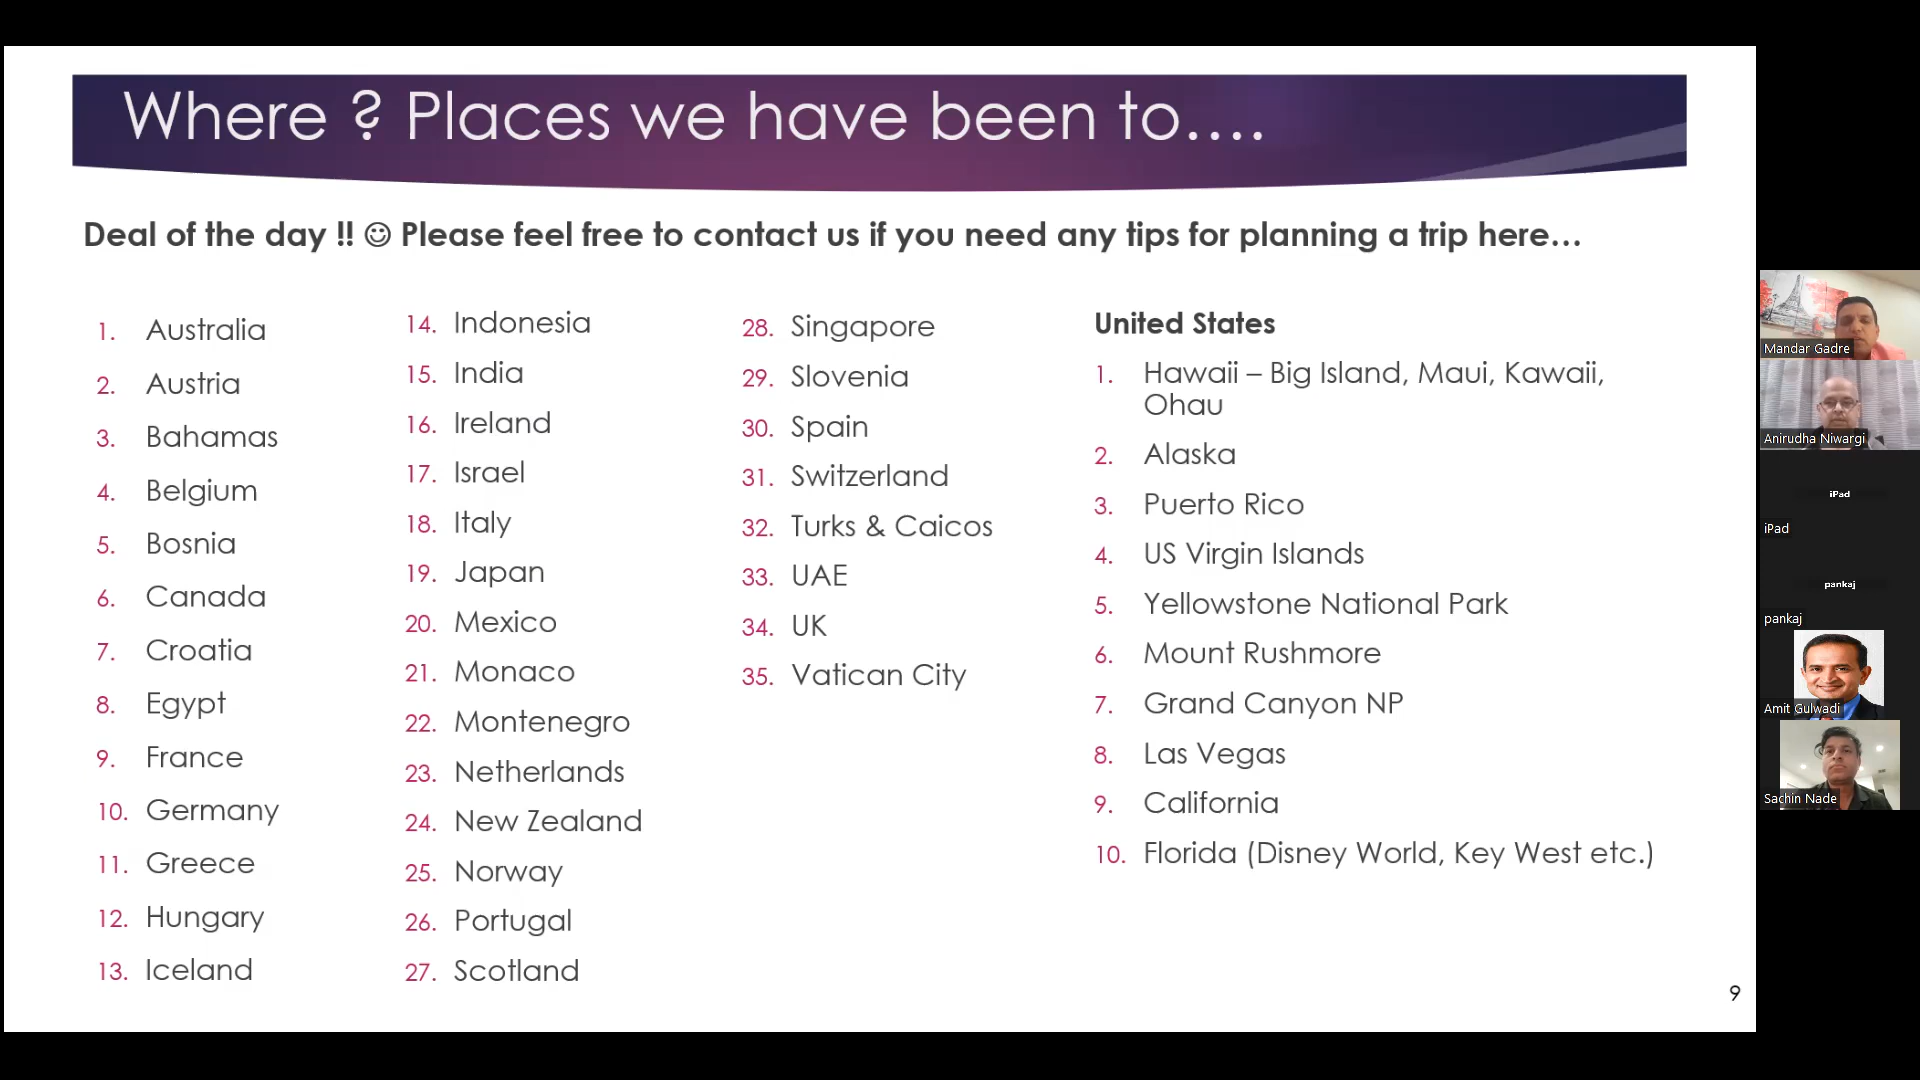 Where ? Places we have been to....
Deal of the day !! ☺ Please feel free to contact us if you need any tips for planning a trip here...
1. Australia
2. Austria
3. Bahamas
4. Belgium
5. Bosnia
6. Canada
7. Croatia
8. Egypt
9. France
10. Germany
11. Greece
12. Hungary
13. Iceland
14. Indonesia
15. India
16. Ireland
17. Israel
18. Italy
19. Japan
20. Mexico
21. Monaco
22. Montenegro
23. Netherlands
24. New Zealand
25. Norway
26. Portugal
27. Scotland
28. Singapore
29. Slovenia
30. Spain
31. Switzerland
32. Turks & Caicos
33. UAE
34. UK
35. Vatican City
United States
1. Hawaii – Big Island, Maui, Kawaii,
Ohau
2. Alaska
3. Puerto Rico
4. US Virgin Islands
5. Yellowstone National Park
6. Mount Rushmore
7. Grand Canyon NP
8. Las Vegas
9. California
10. Florida (Disney World, Key West etc.)
9
Mandar Gadre
Anirudha Niwargi
iPad
iPad
pankaj
pankaj
Amit Gulwadi
Sachin Nade